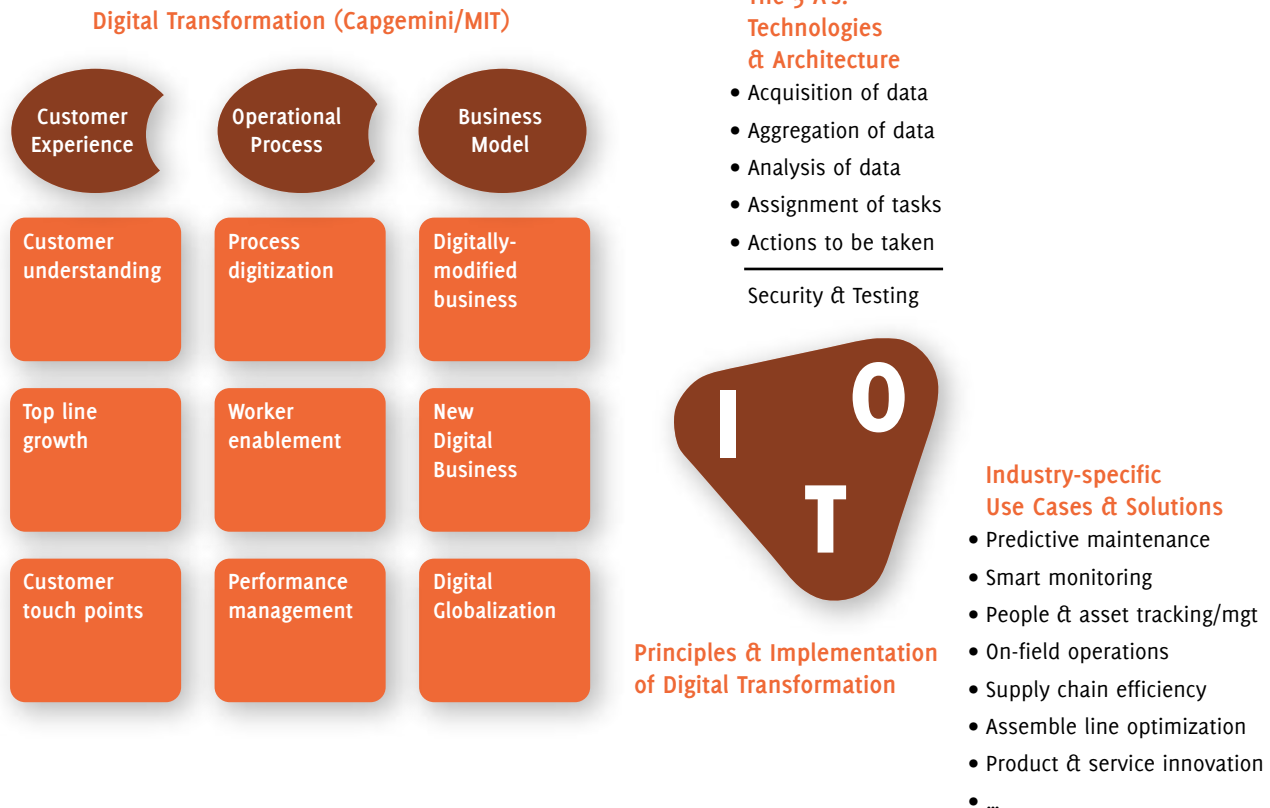 Digital Transformation (Capgemini/MIT)
Customer
Experience
Operational
Process
Business
Model
Customer
understanding
Process
digitization
Digitally-
modified
business
Top line
growth
Worker
enablement
New
Digital
Business
Customer
touch points
Performance
management
Digital
Globalization
The 5 A's:
Technologies
& Architecture
• Acquisition of data
• Aggregation of data
• Analysis of data
• Assignment of tasks
• Actions to be taken
Security & Testing
I O
T
Principles & Implementation
of Digital Transformation
Industry-specific
Use Cases & Solutions
• Predictive maintenance
• Smart monitoring
• People & asset tracking/mgt
• On-field operations
• Supply chain efficiency
• Assemble line optimization
• Product & service innovation
• ...